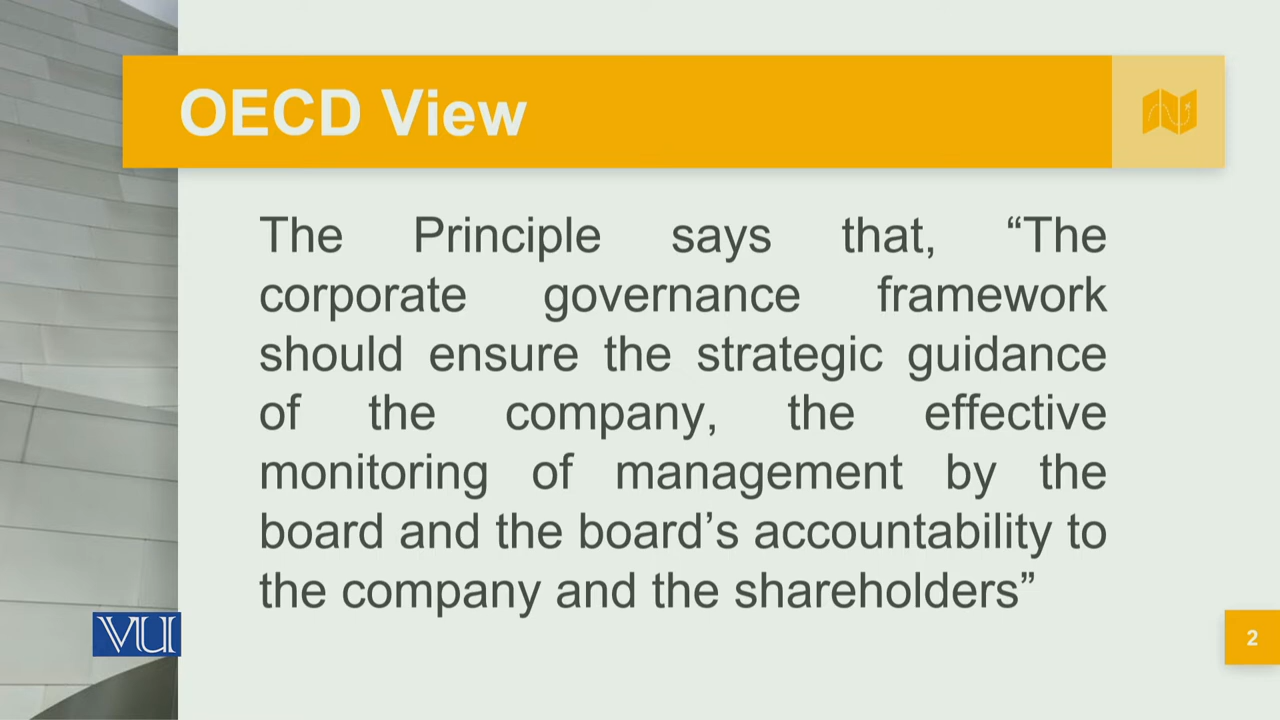 OECD View
The Principle says that, “The
corporate governance framework
should ensure the strategic guidance
of the company, the effective
monitoring of management by the
board and the board’s accountability to
the company and the shareholders”
VU
2